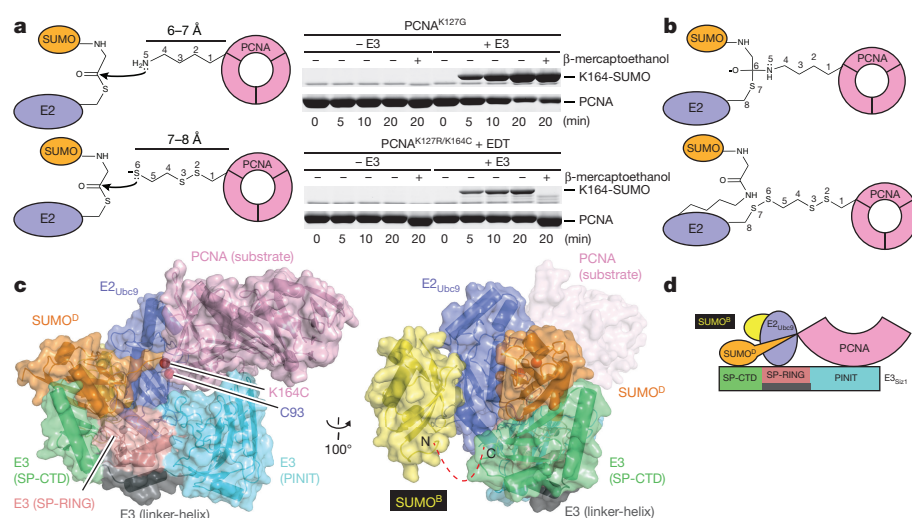 a
SUMO
NH
O
S
E2
6–7 Å
H₂N
5
4
3
2
1
PCNA
SUMO
NH
O
S
E2
7–8 Å
6
S
5
4
S
3
S
2
1
PCNA^K127G
– E3
+ E3
β-mercaptoethanol
– – – – + – – – – +
K164-SUMO
PCNA
0 5 10 20 20 0 5 10 20 20 (min)
PCNA^K127R/K164C + EDT
– E3
+ E3
β-mercaptoethanol
– – – – + – – – – +
K164-SUMO
PCNA
0 5 10 20 20 0 5 10 20 20 (min)
b
SUMO
NH
O
6
5
H
N
4
3
2
1
S
7
8
E2
PCNA
SUMO
NH
O
HN
S
7
8
S
6
5
4
S
3
S
2
1
E2
PCNA
c
PCNA (substrate)
E2Ubc9
SUMO^D
K164C
C93
E3
(SP-CTD)
E3 (SP-RING)
E3
(PINIT)
E3 (linker-helix)
100°
PCNA
(substrate)
E2Ubc9
SUMO^D
N
C
E3
(SP-CTD)
SUMO^B
E3 (linker-helix)
d
SUMO^B
E2Ubc9
SUMO^D
PCNA
SP-CTD SP-RING PINIT E3Siz1